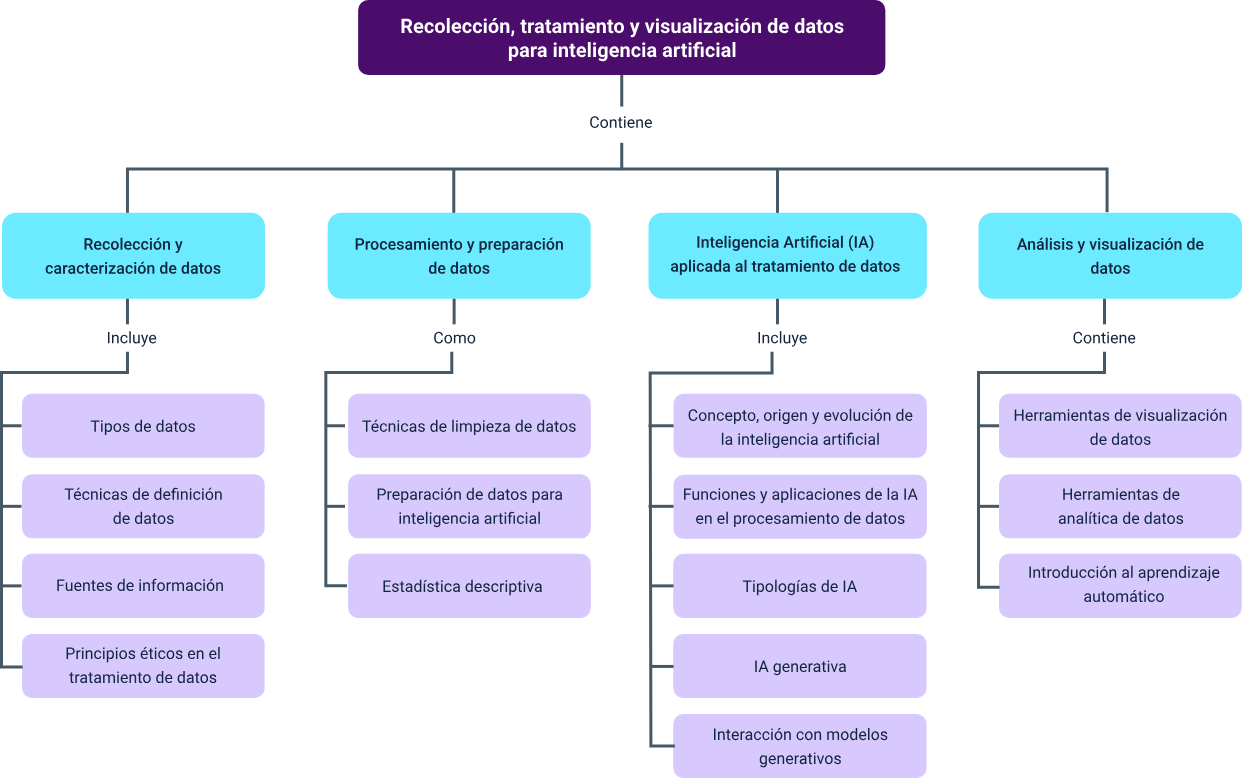 Recolección, tratamiento y visualización de datos
para inteligencia artificial
Contiene
Recolección y
caracterización de datos
Incluye
Tipos de datos
Técnicas de definición
de datos
Fuentes de información
Principios éticos en el
tratamiento de datos
Procesamiento y preparación
de datos
Como
Técnicas de limpieza de datos
Preparación de datos para
inteligencia artificial
Estadística descriptiva
Inteligencia Artificial (IA)
aplicada al tratamiento de datos
Incluye
Concepto, origen y evolución de
la inteligencia artificial
Funciones y aplicaciones de la IA
en el procesamiento de datos
Tipologías de IA
IA generativa
Interacción con modelos
generativos
Análisis y visualización de
datos
Contiene
Herramientas de visualización
de datos
Herramientas de
analítica de datos
Introducción al aprendizaje
automático